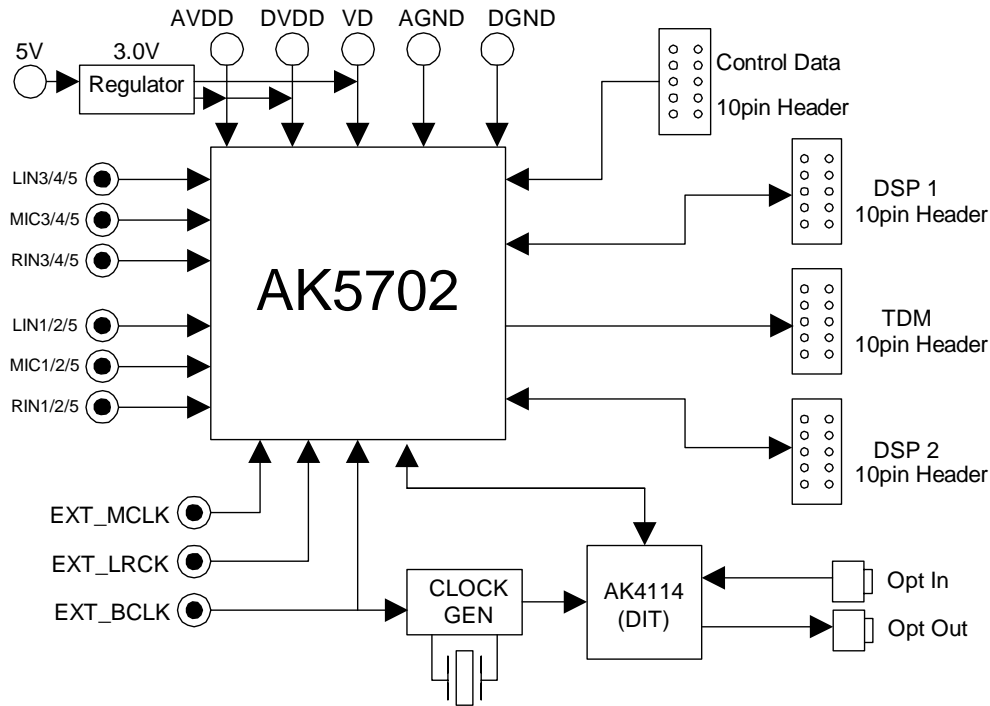 AVDD DVDD VD AGND DGND
5V
3.0V
Regulator
Control Data
10pin Header
LIN3/4/5
MIC3/4/5
RIN3/4/5
LIN1/2/5
MIC1/2/5
RIN1/2/5
AK5702
DSP 1
10pin Header
TDM
10pin Header
DSP 2
10pin Header
EXT_MCLK
EXT_LRCK
EXT_BCLK
CLOCK
GEN
AK4114
(DIT)
Opt In
Opt Out